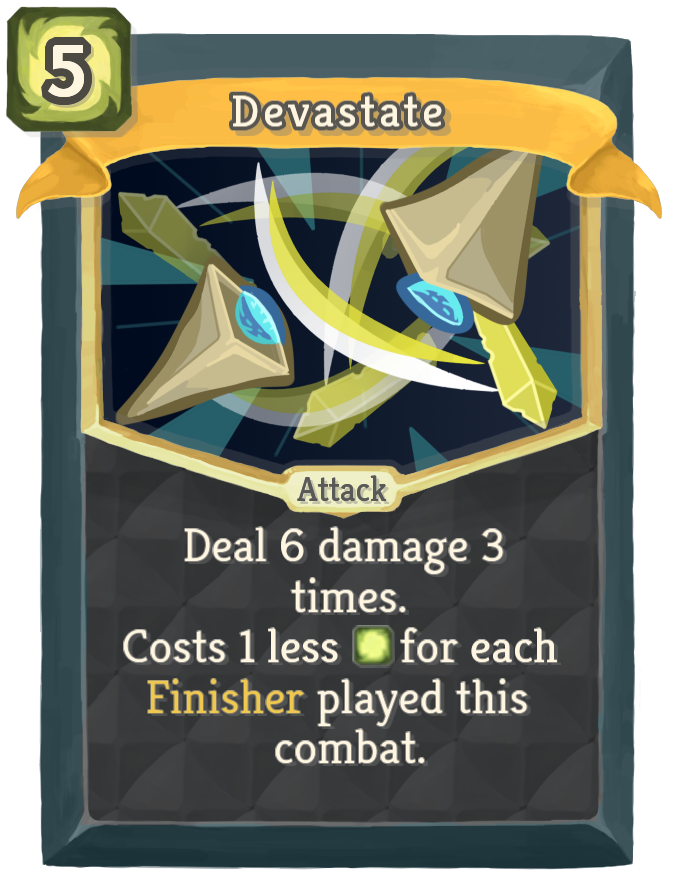 5
Devastate
Attack
Deal 6 damage 3
times.
Costs 1 less for each
Finisher played this
combat.